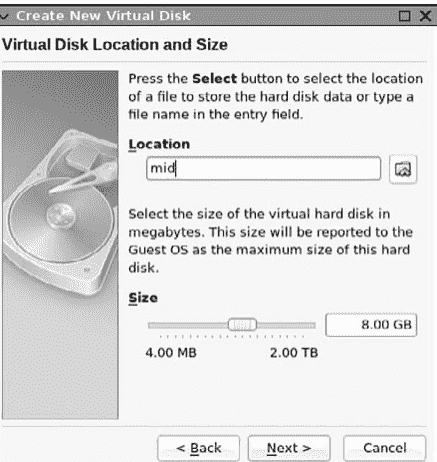 Create New Virtual Disk
Virtual Disk Location and Size
Press the Select button to select the location
of a file to store the hard disk data or type a
file name in the entry field.
Location
mid
Select the size of the virtual hard disk in
megabytes. This size will be reported to the
Guest OS as the maximum size of this hard
disk.
Size
8.00 GB
4.00 MB 2.00 TB
< Back Next > Cancel